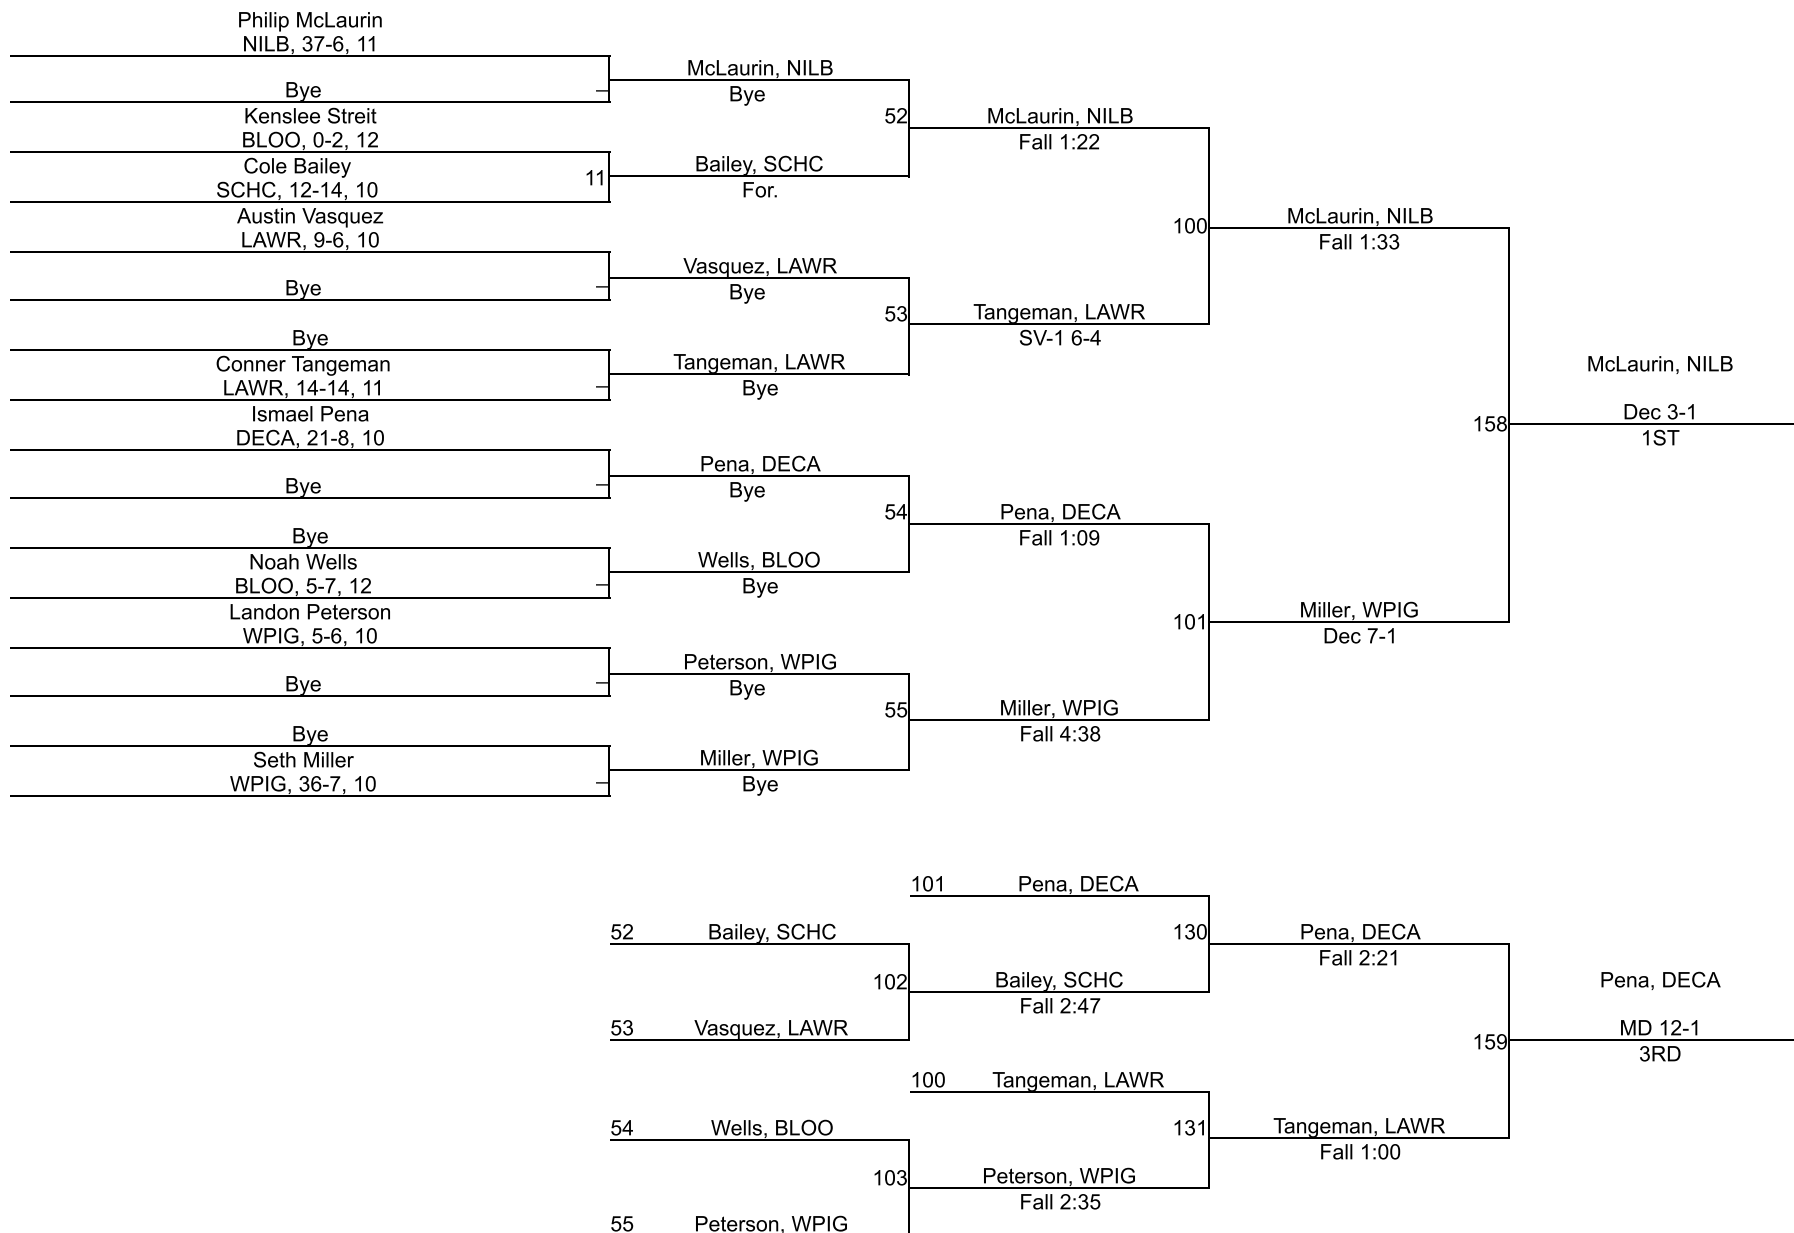 Philip McLaurin
NILB, 37-6, 11
Bye
Kenslee Streit
BLOO, 0-2, 12
Cole Bailey
SCHC, 12-14, 10
Austin Vasquez
LAWR, 9-6, 10
Bye
Bye
Conner Tangeman
LAWR, 14-14, 11
Ismael Pena
DECA, 21-8, 10
Bye
Bye
Noah Wells
BLOO, 5-7, 12
Landon Peterson
WPIG, 5-6, 10
Bye
Bye
Seth Miller
WPIG, 36-7, 10
11
McLaurin, NILB
Bye
Bailey, SCHC
For.
Vasquez, LAWR
Bye
Tangeman, LAWR
Bye
Pena, DECA
Bye
Wells, BLOO
Bye
Peterson, WPIG
Bye
Miller, WPIG
Bye
52
53
54
55
McLaurin, NILB
Fall 1:22
Tangeman, LAWR
SV-1 6-4
Pena, DECA
Fall 1:09
Miller, WPIG
Fall 4:38
100
101
McLaurin, NILB
Fall 1:33
Miller, WPIG
Dec 7-1
158
McLaurin, NILB
Dec 3-1
1ST
52 Bailey, SCHC
53 Vasquez, LAWR
54 Wells, BLOO
55 Peterson, WPIG
102
103
101 Pena, DECA
Bailey, SCHC
Fall 2:47
100 Tangeman, LAWR
Peterson, WPIG
Fall 2:35
130
131
Pena, DECA
Fall 2:21
Tangeman, LAWR
Fall 1:00
159
Pena, DECA
MD 12-1
3RD